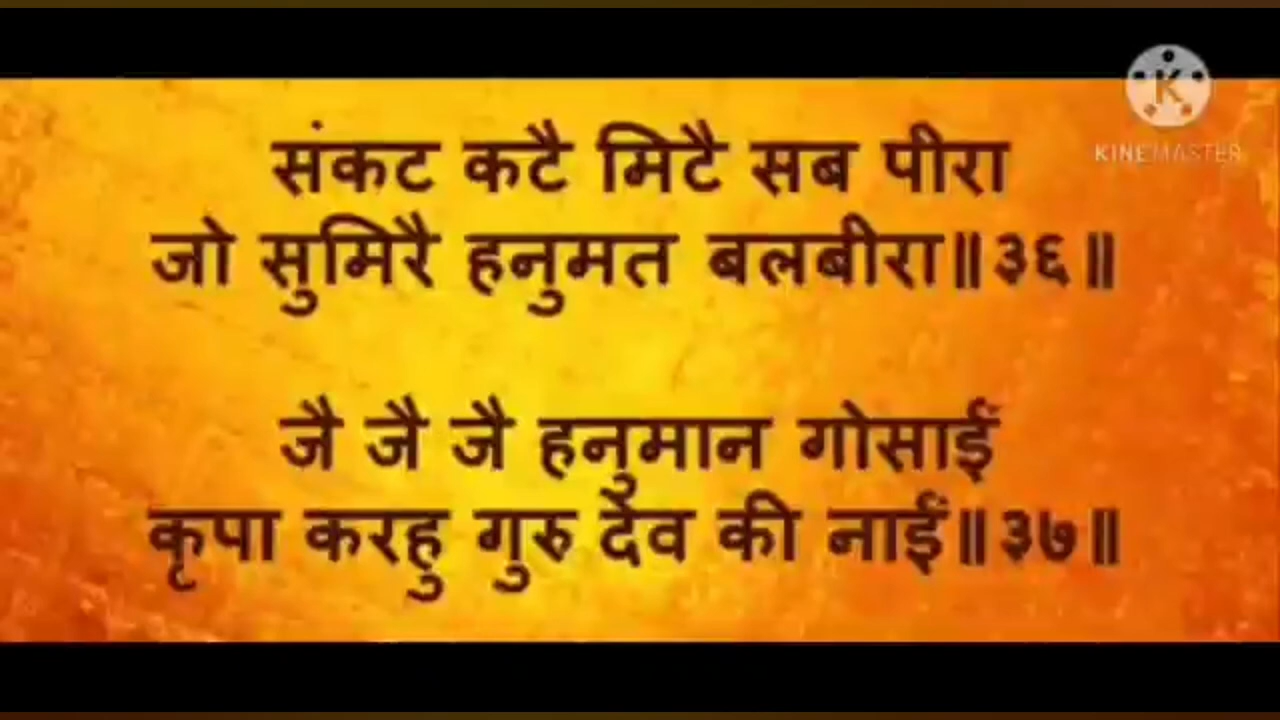 संकट कटै मिटै सब पीरा
जो सुमिरै हनुमत बलबीरा॥३६॥
जै जै जै हनुमान गोसाईं
कृपा करहु गुरु देव की नाईं॥३७॥
K
KINEMASTER